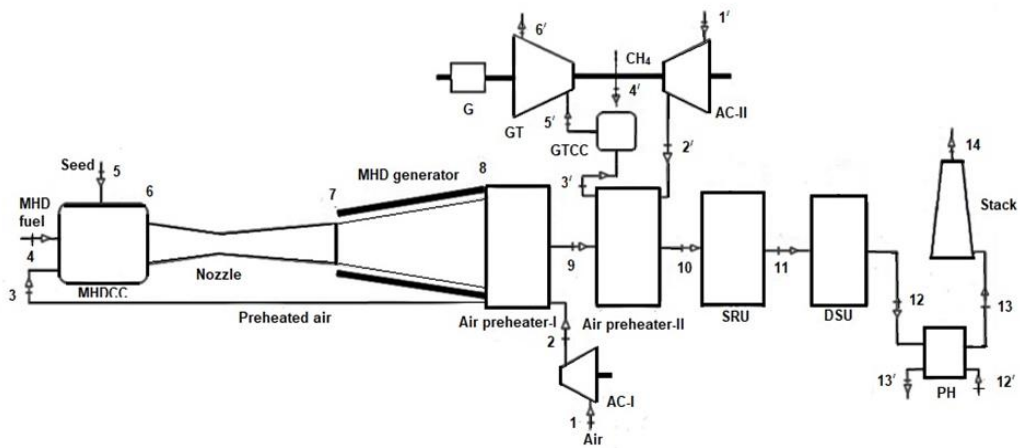 6′
1′
CH₄
4′
G
GT
5′
GTCC
AC-II
2′
3′
14
Seed
5
6
7
MHD generator
8
Stack
MHD
fuel
4
3
MHDCC
Nozzle
9
10
11
12
13
Preheated air
Air preheater-I
Air preheater-II
SRU
DSU
2
AC-I
1
Air
13′
PH
12′